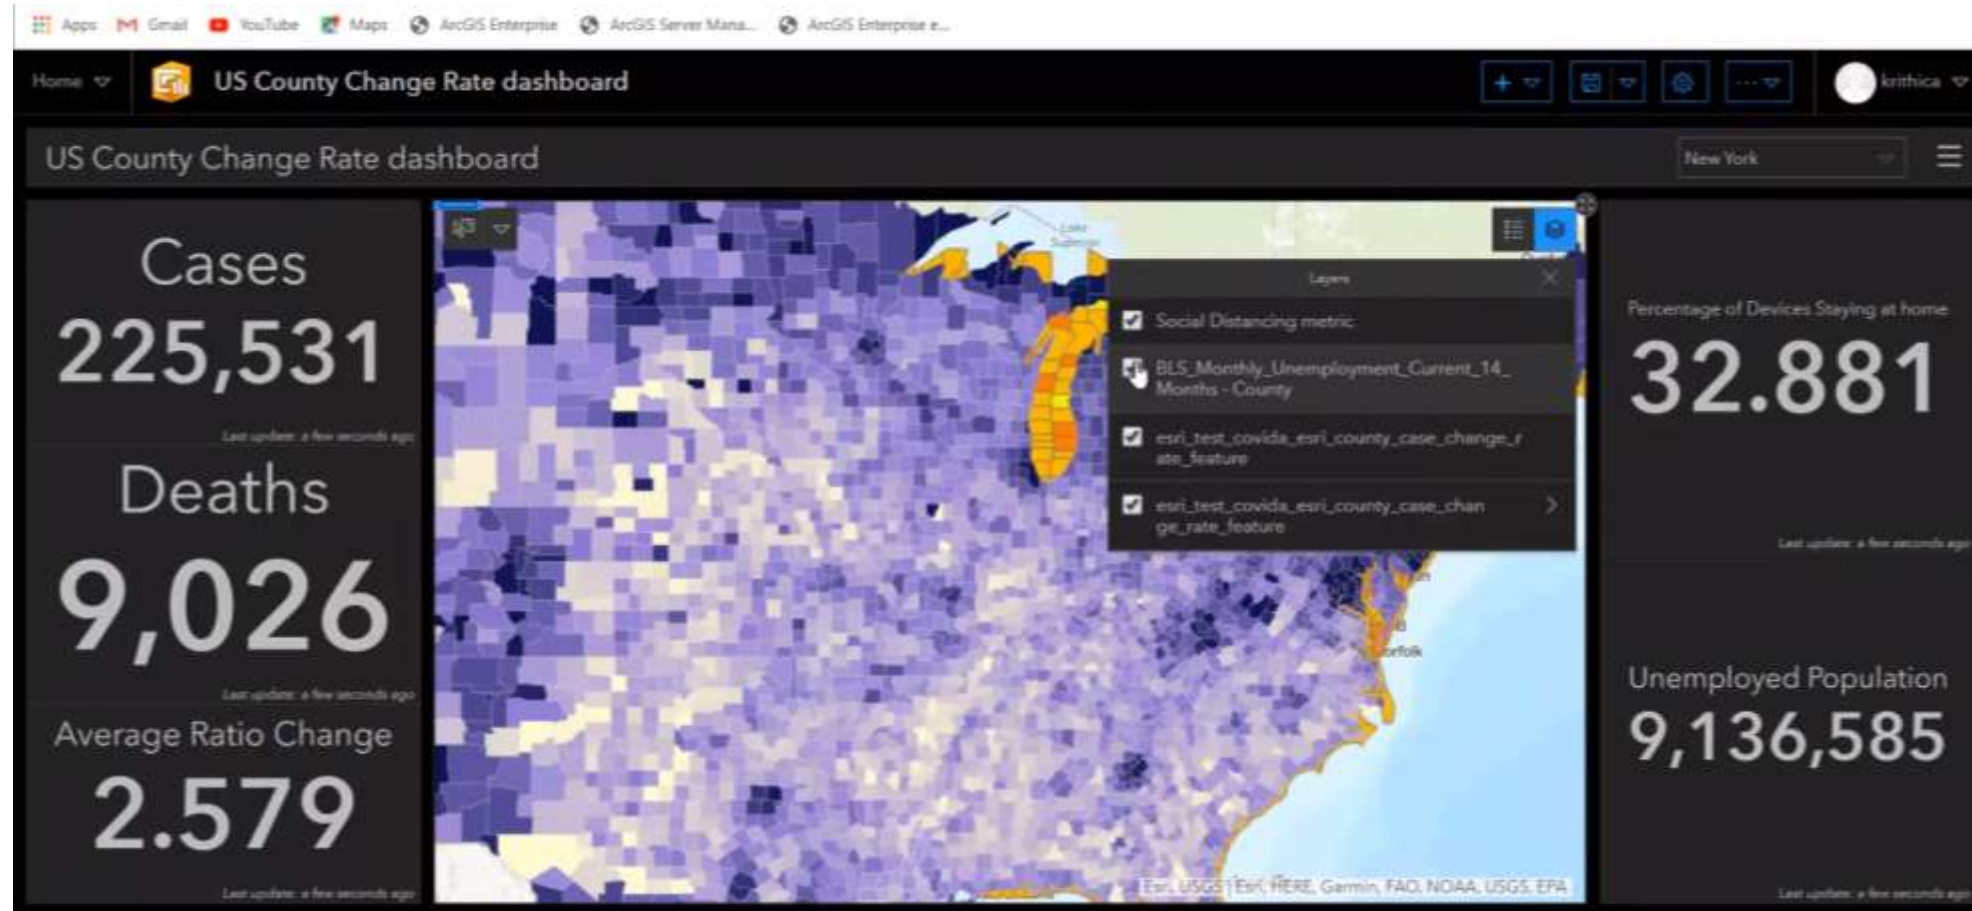 Apps Gmail YouTube Maps ArcGIS Enterprise ArcGIS Server Mana... ArcGIS Enterprise e...
Home US County Change Rate dashboard krithica
US County Change Rate dashboard New York
Cases
225,531
Last update: a few seconds ago
Deaths
9,026
Last update: a few seconds ago
Average Ratio Change
2.579
Last update: a few seconds ago
Lake
Superior
Layers
Social Distancing metric
BLS_Monthly_Unemployment_Current_14_
Months - County
esri_test_covida_esri_county_case_change_r
ate_feature
esri_test_covida_esri_county_case_chan
ge_rate_feature
orfolk
Esri, USGS | Esri, HERE, Garmin, FAO, NOAA, USGS, EPA
Percentage of Devices Staying at home
32.881
Last update: a few seconds ago
Unemployed Population
9,136,585
Last update: a few seconds ago